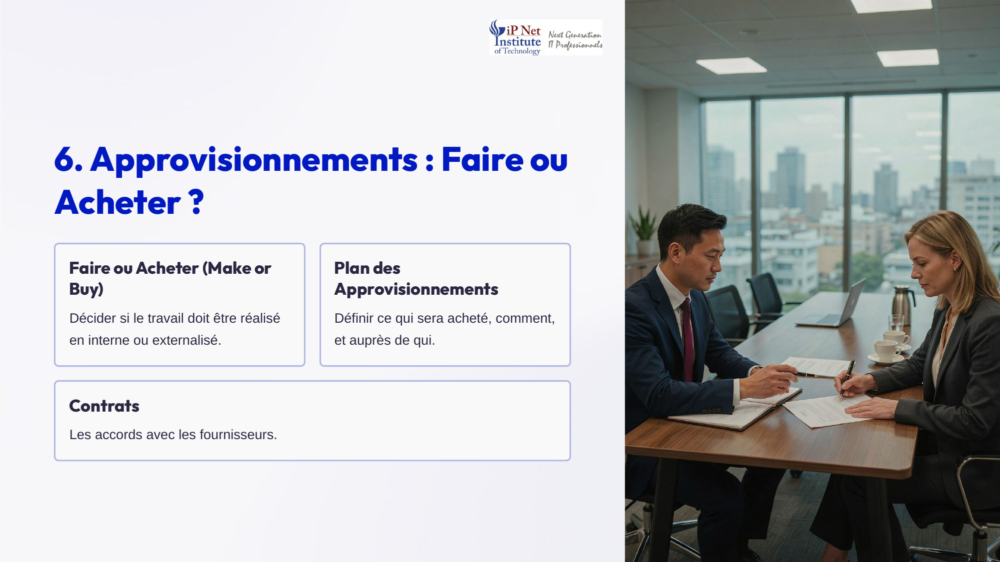 iP Net
Institute
of Technology
Next Generation
IT Professionnels
6. Approvisionnements : Faire ou
Acheter ?
Faire ou Acheter (Make or
Buy)
Décider si le travail doit être réalisé
en interne ou externalisé.
Plan des
Approvisionnements
Définir ce qui sera acheté, comment,
et auprès de qui.
Contrats
Les accords avec les fournisseurs.